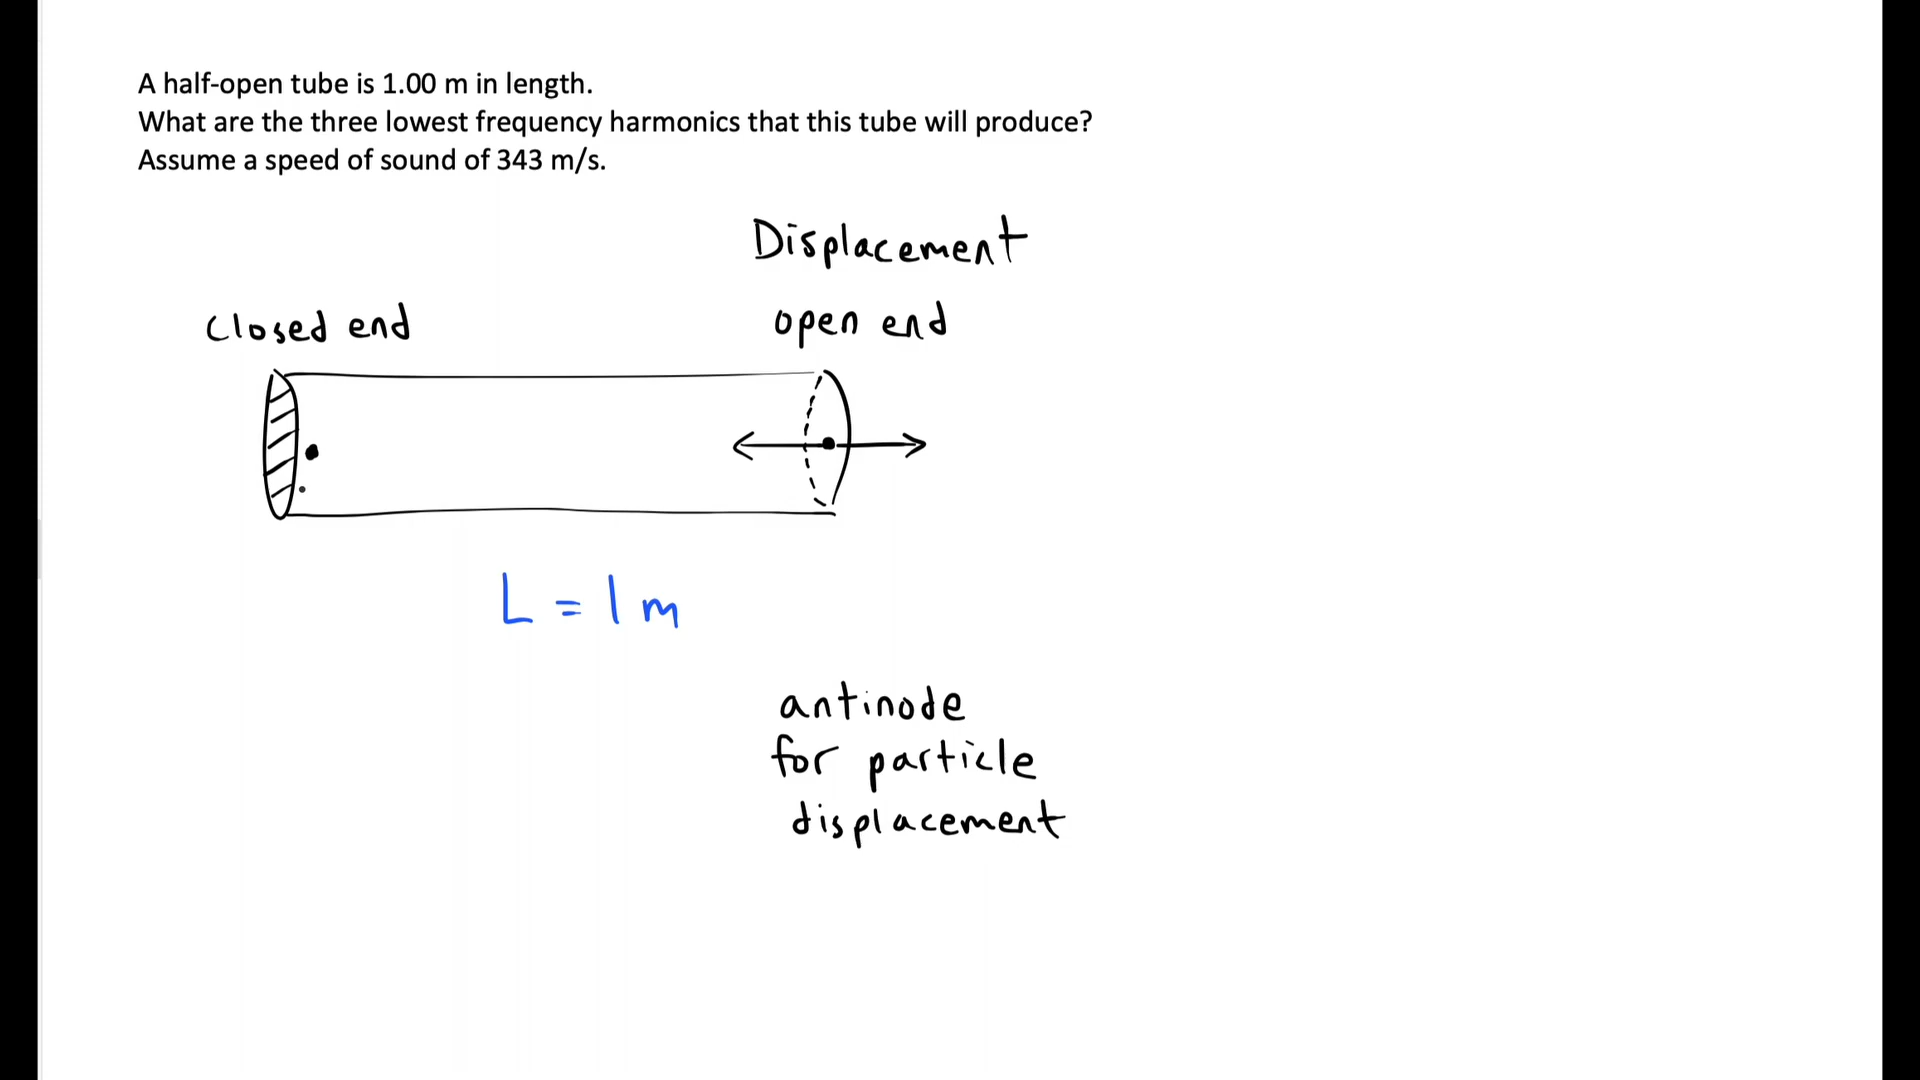 A half-open tube is 1.00 m in length.
What are the three lowest frequency harmonics that this tube will produce?
Assume a speed of sound of 343 m/s.
Displacement
closed end
open end
L = 1 m
antinode
for particle
displacement